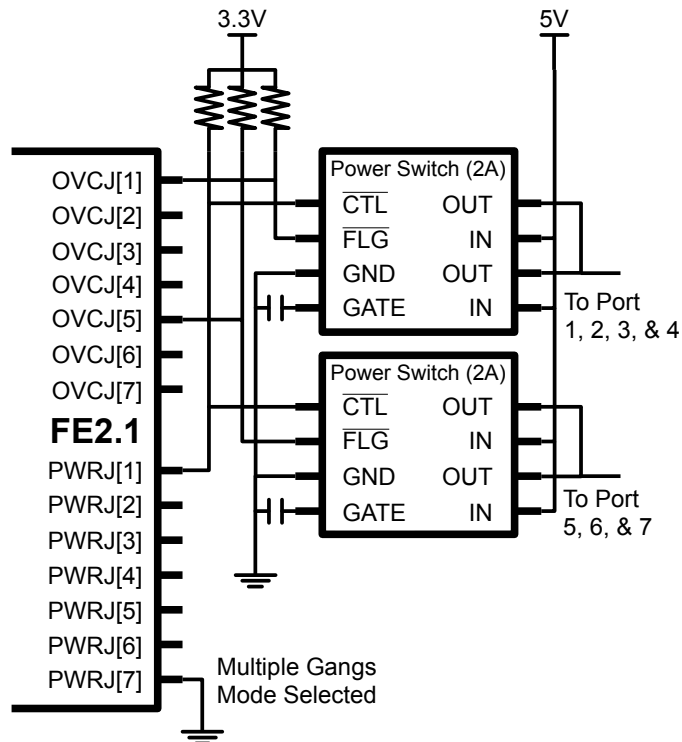 3.3V
5V
OVCJ[1]
OVCJ[2]
OVCJ[3]
OVCJ[4]
OVCJ[5]
OVCJ[6]
OVCJ[7]
FE2.1
PWRJ[1]
PWRJ[2]
PWRJ[3]
PWRJ[4]
PWRJ[5]
PWRJ[6]
PWRJ[7]
Multiple Gangs
Mode Selected
Power Switch (2A)
CTL OUT
FLG IN
GND OUT
GATE IN
To Port
1, 2, 3, & 4
Power Switch (2A)
CTL OUT
FLG IN
GND OUT
GATE IN
To Port
5, 6, & 7